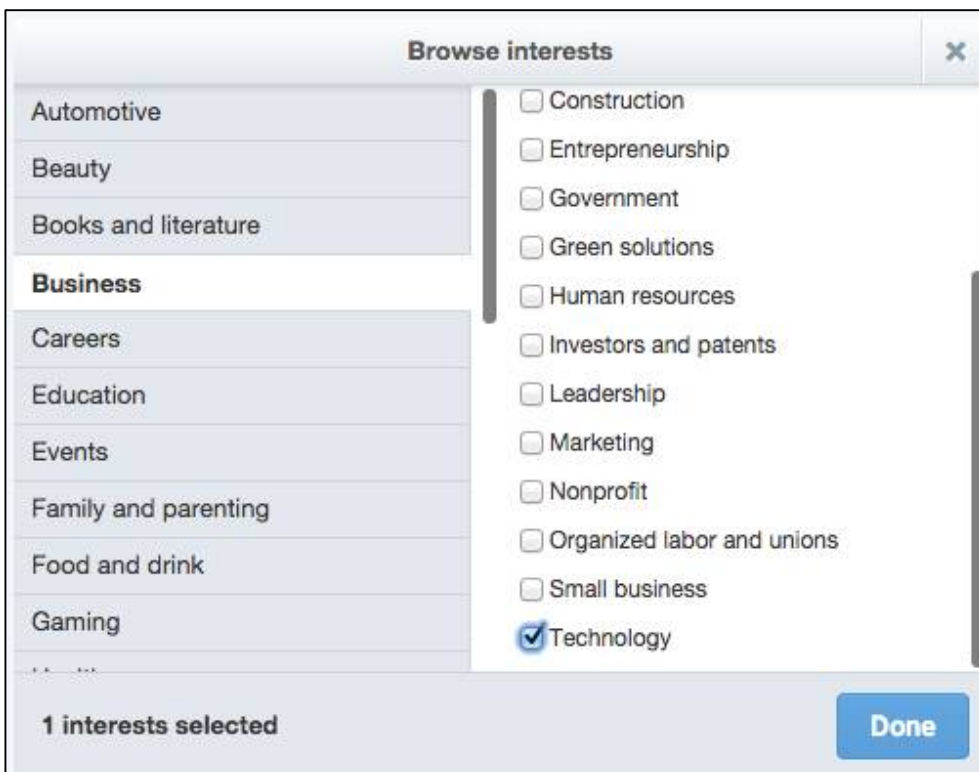 Browse interests
Automotive
Beauty
Books and literature
Business
Careers
Education
Events
Family and parenting
Food and drink
Gaming
Construction
Entrepreneurship
Government
Green solutions
Human resources
Investors and patents
Leadership
Marketing
Nonprofit
Organized labor and unions
Small business
Technology
1 interests selected
Done